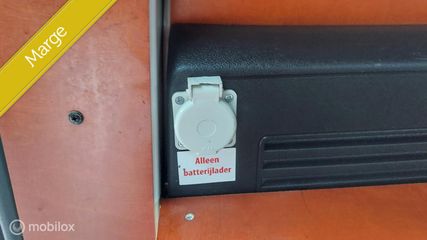 Marge
Alleen
batterijlader
© mobilox